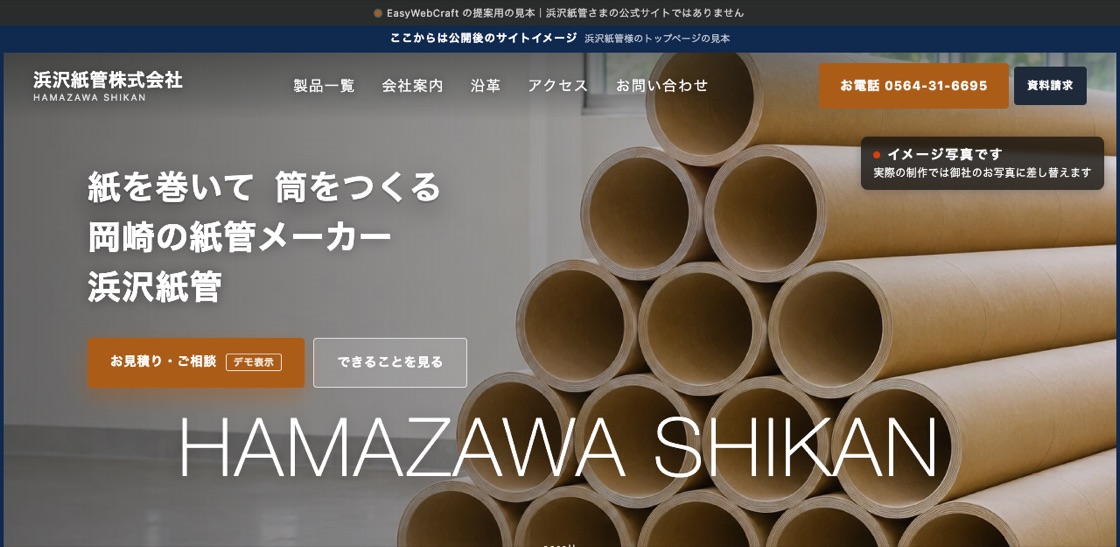 EasyWebCraft の提案用の見本｜浜沢紙管さまの公式サイトではありません
ここからは公開後のサイトイメージ 浜沢紙管様のトップページの見本
浜沢紙管株式会社
HAMAZAWA SHIKAN
製品一覧 会社案内 沿革 アクセス お問い合わせ
お電話 0564-31-6695
資料請求
イメージ写真です
実際の制作では御社のお写真に差し替えます
紙を巻いて 筒をつくる
岡崎の紙管メーカー
浜沢紙管
お見積り・ご相談 デモ表示
できることを見る
HAMAZAWA SHIKAN